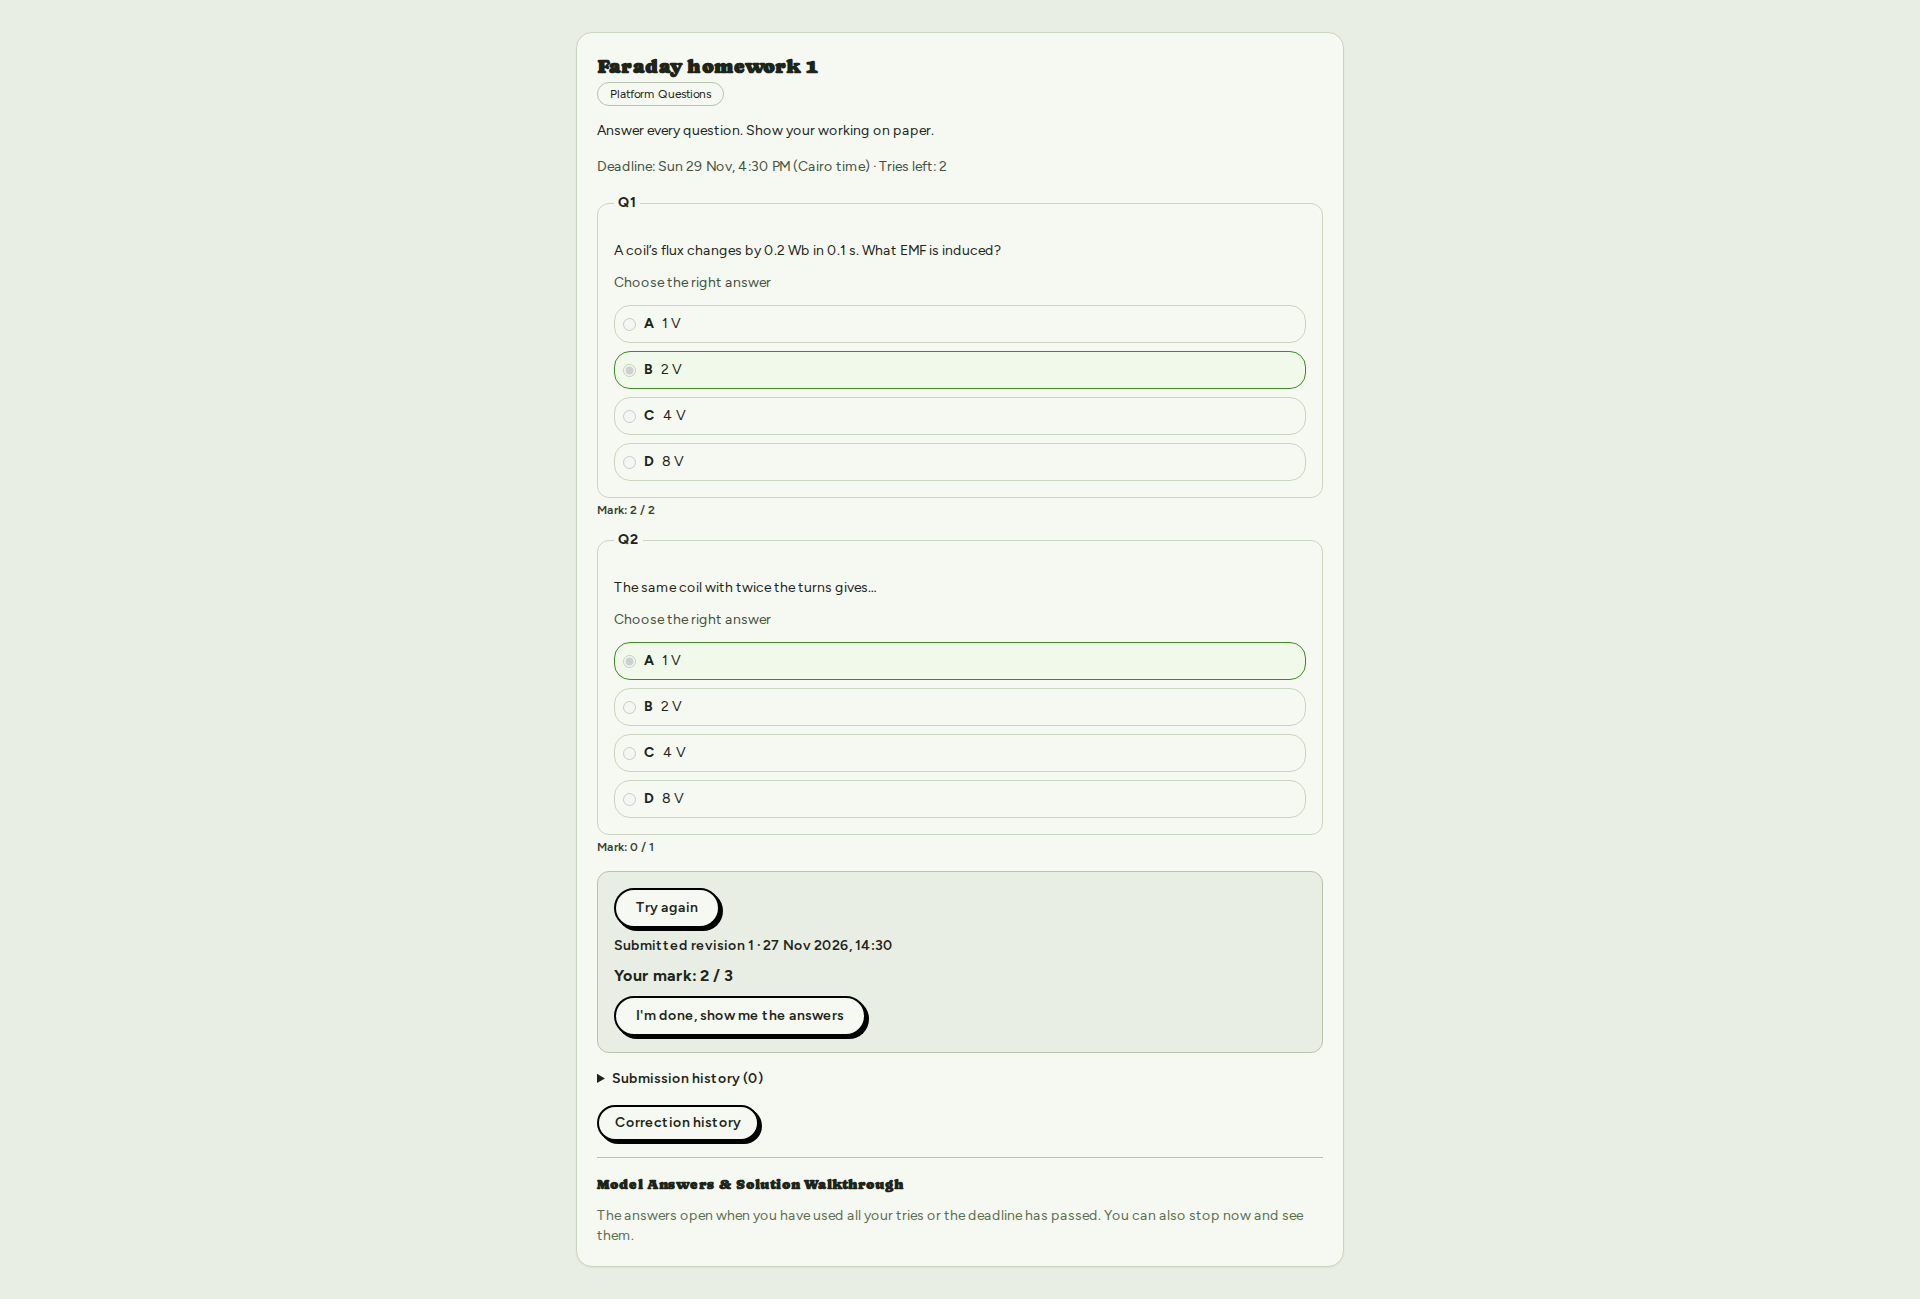 Faraday homework 1
Platform Questions
Answer every question. Show your working on paper.
Deadline: Sun 29 Nov, 4:30 PM (Cairo time) · Tries left: 2
Q1
A coil’s flux changes by 0.2 Wb in 0.1 s. What EMF is induced?
Choose the right answer
A 1 V
B 2 V
C 4 V
D 8 V
Mark: 2 / 2
Q2
The same coil with twice the turns gives…
Choose the right answer
A 1 V
B 2 V
C 4 V
D 8 V
Mark: 0 / 1
Try again
Submitted revision 1 · 27 Nov 2026, 14:30
Your mark: 2 / 3
I'm done, show me the answers
Submission history (0)
Correction history
Model Answers & Solution Walkthrough
The answers open when you have used all your tries or the deadline has passed. You can also stop now and see
them.